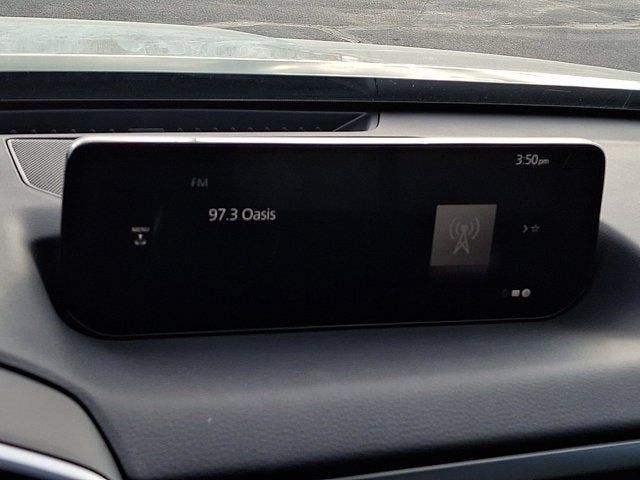 3:50pm
FM
97.3 Oasis
MENU